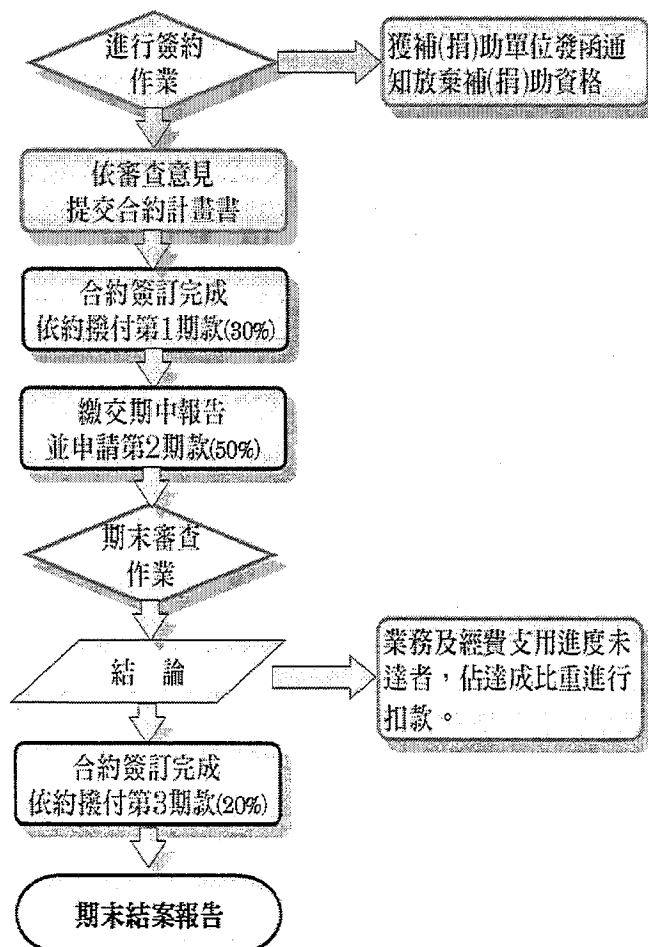 進行簽約
作業
獲補(捐)助單位發函通
知放棄補(捐)助資格
依審查意見
提交合約計畫書
合約簽訂完成
依約撥付第1期款(30%)
繳交期中報告
並申請第2期款(50%)
期末審查
作業
結 論
業務及經費支用進度未
達者，佔達成比重進行
扣款。
合約簽訂完成
依約撥付第3期款(20%)
期末結案報告